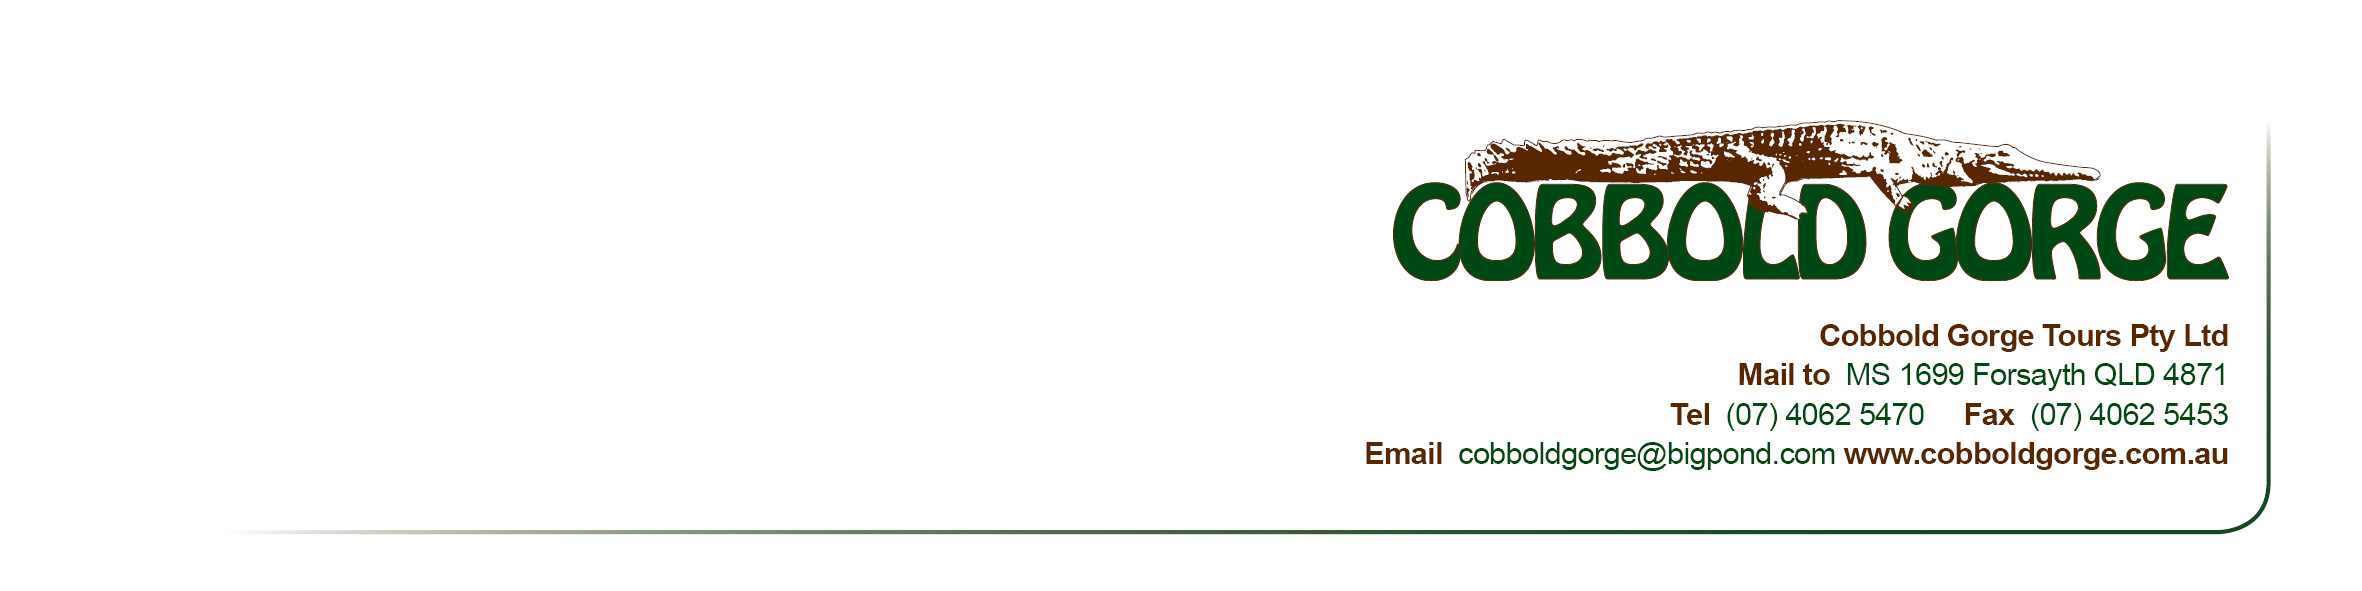 COBBOLD GORGE
Cobbold Gorge Tours Pty Ltd
Mail to MS 1699 Forsayth QLD 4871
Tel (07) 4062 5470 Fax (07) 4062 5453
Email cobboldgorge@bigpond.com www.cobboldgorge.com.au